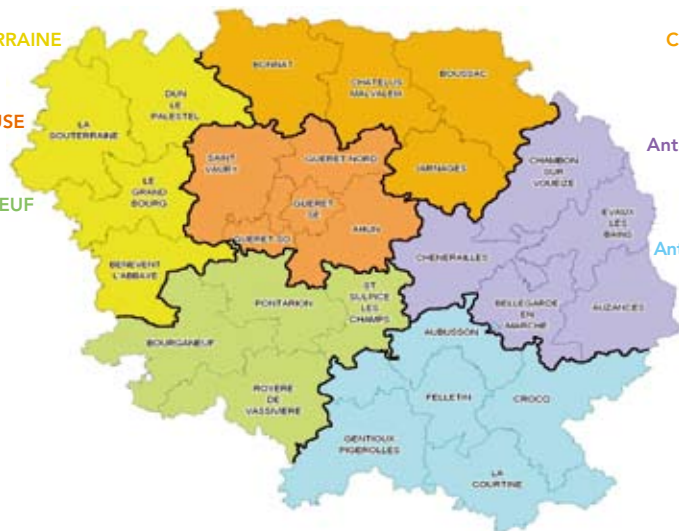 RRAINE
C
USE
Ant
EUF
Ant
BONNAT
CHATELUS
MALVALEIX
BOUSSAC
DUN
LE
PALESTEL
LA
SOUTERRAINE
LE
GRAND
BOURG
BENEVENT
L'ABBAYE
SAINT
VAURY
GUERET NORD
GUERET
SE
GUERET SO
AHUN
JARNAGES
CHAMBON
SUR
VOUEIZE
EVAUX
LES
BAINS
CHENERAILLES
BELLEGARDE
EN
MARCHE
AUZANCES
PONTARION
ST
SULPICE
LES
CHAMPS
BOURGANEUF
ROYERE
DE
VASSIVIERE
AUBUSSON
FELLETIN
CROCQ
GENTIOUX
PIGEROLLES
LA
COURTINE